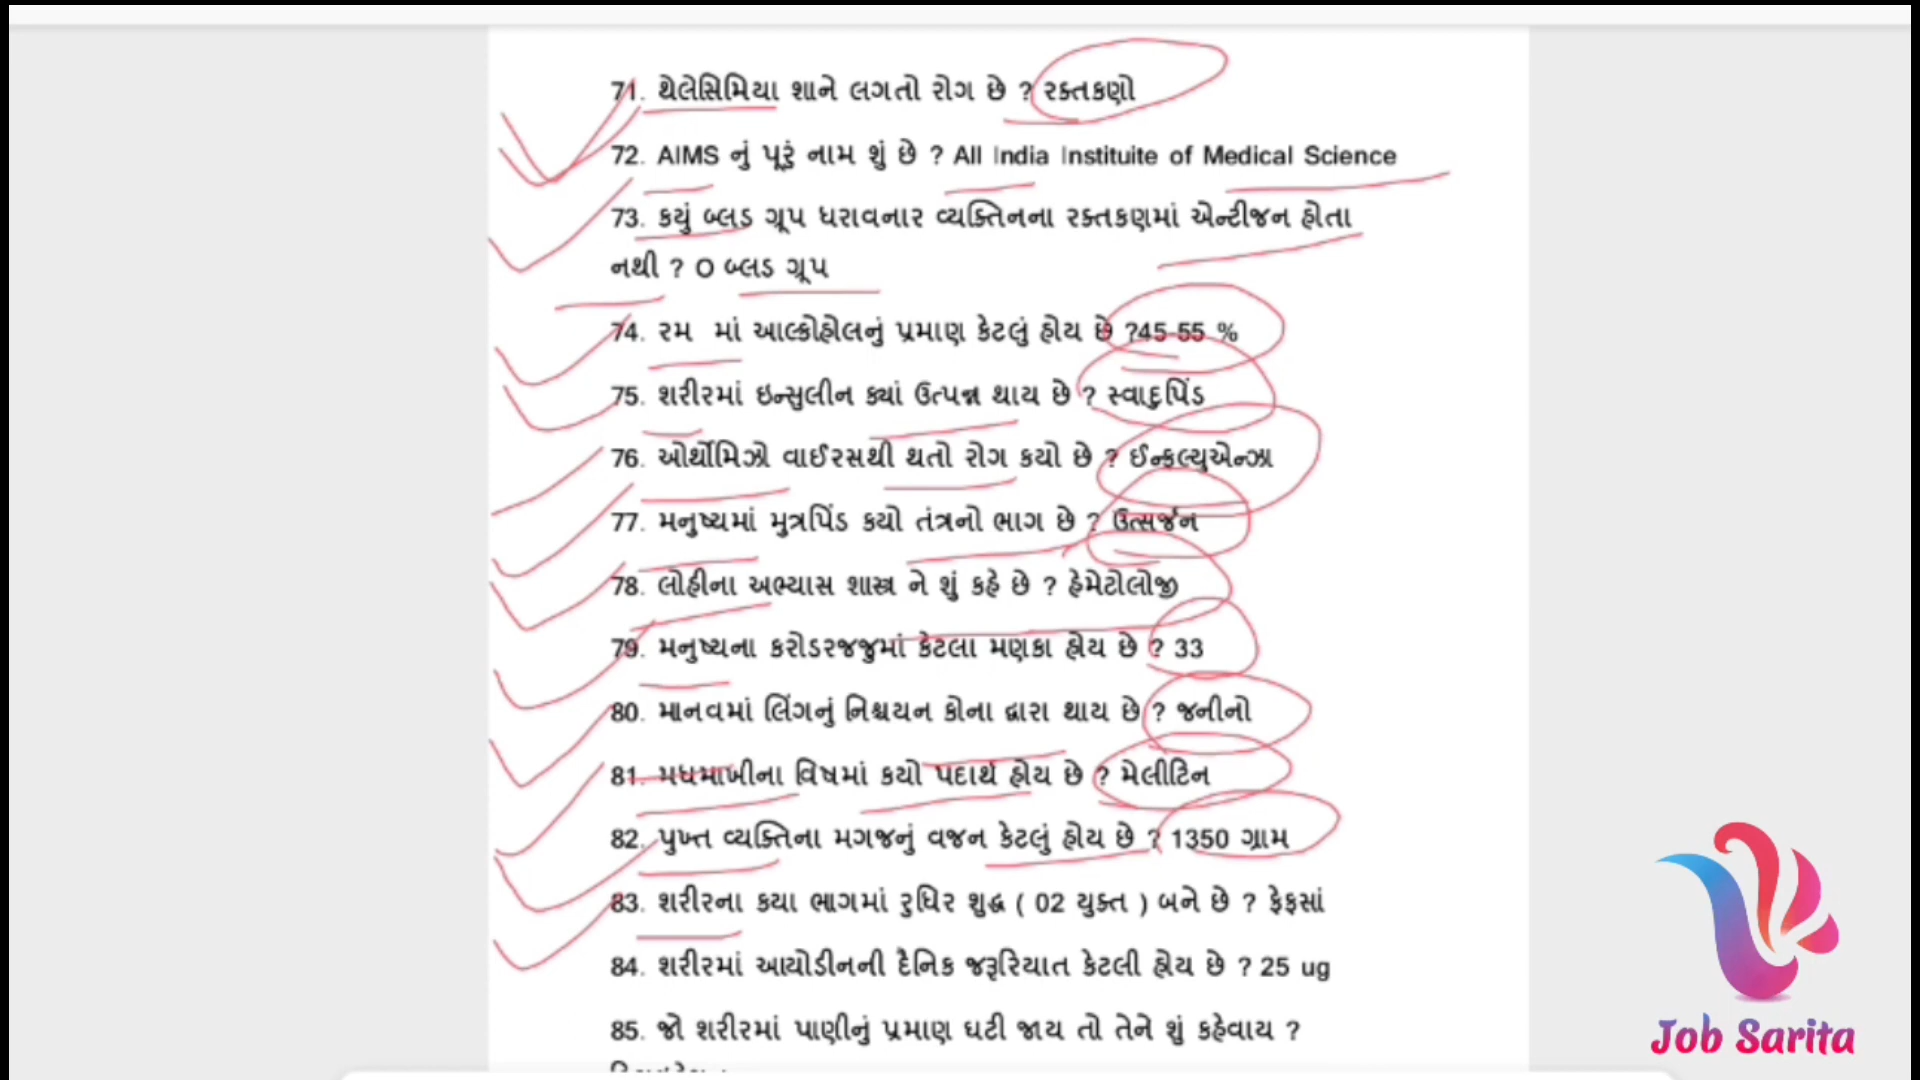 71. થેલેસિમિયા શાને લગતો રોગ છે ? રક્તકણો
72. AIMS નું પૂરું નામ શું છે ? All India Instituite of Medical Science
73. કયું બ્લડ ગ્રૂપ ધરાવનાર વ્યક્તિનના રક્તકણમાં એન્ટીજન હોતા
નથી ? O બ્લડ ગ્રૂપ
74. રમ માં આલ્કોહોલનું પ્રમાણ કેટલું હોય છે ?45-55 %
75. શરીરમાં ઇન્સુલીન ક્યાં ઉત્પન્ન થાય છે ? સ્વાદુપિંડ
76. ઓર્થોમિઝો વાઈરસથી થતો રોગ કયો છે ? ઈન્ફલ્યુએન્ઝા
77. મનુષ્યમાં મુત્રપિંડ કયો તંત્રનો ભાગ છે ? ઉત્સર્જન
78. લોહીના અભ્યાસ શાસ્ત્ર ને શું કહે છે ? હેમેટોલોજી
79. મનુષ્યના કરોડરજજુમાં કેટલા મણકા હોય છે ? 33
80. માનવમાં લિંગનું નિશ્ચયન કોના દ્વારા થાય છે ? જનીનો
81. મધમાખીના વિષમાં કયો પદાર્થ હોય છે ? મેલીટિન
82. પુખ્ત વ્યક્તિના મગજનું વજન કેટલું હોય છે ? 1350 ગ્રામ
83. શરીરના કયા ભાગમાં રુધિર શુદ્ધ ( 02 યુક્ત ) બને છે ? ફેફસાં
84. શરીરમાં આયોડીનની દૈનિક જરૂરિયાત કેટલી હોય છે ? 25 ug
85. જો શરીરમાં પાણીનું પ્રમાણ ઘટી જાય તો તેને શું કહેવાય ?
Job Sarita